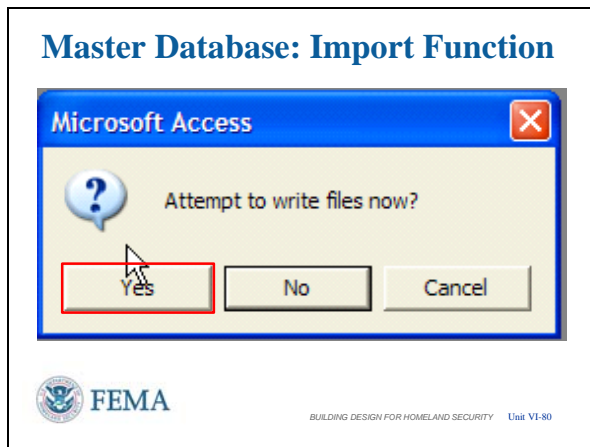 Master Database: Import Function
Microsoft Access
Attempt to write files now?
Yes No Cancel
FEMA
BUILDING DESIGN FOR HOMELAND SECURITY Unit VI-80